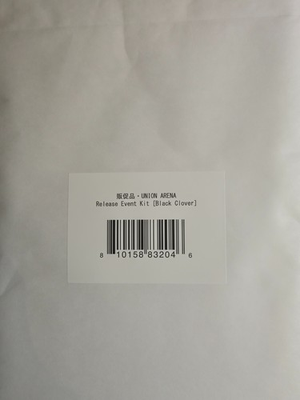 販促品・UNION ARENA
Release Event Kit [Black Clover]
8 10158 83204 6